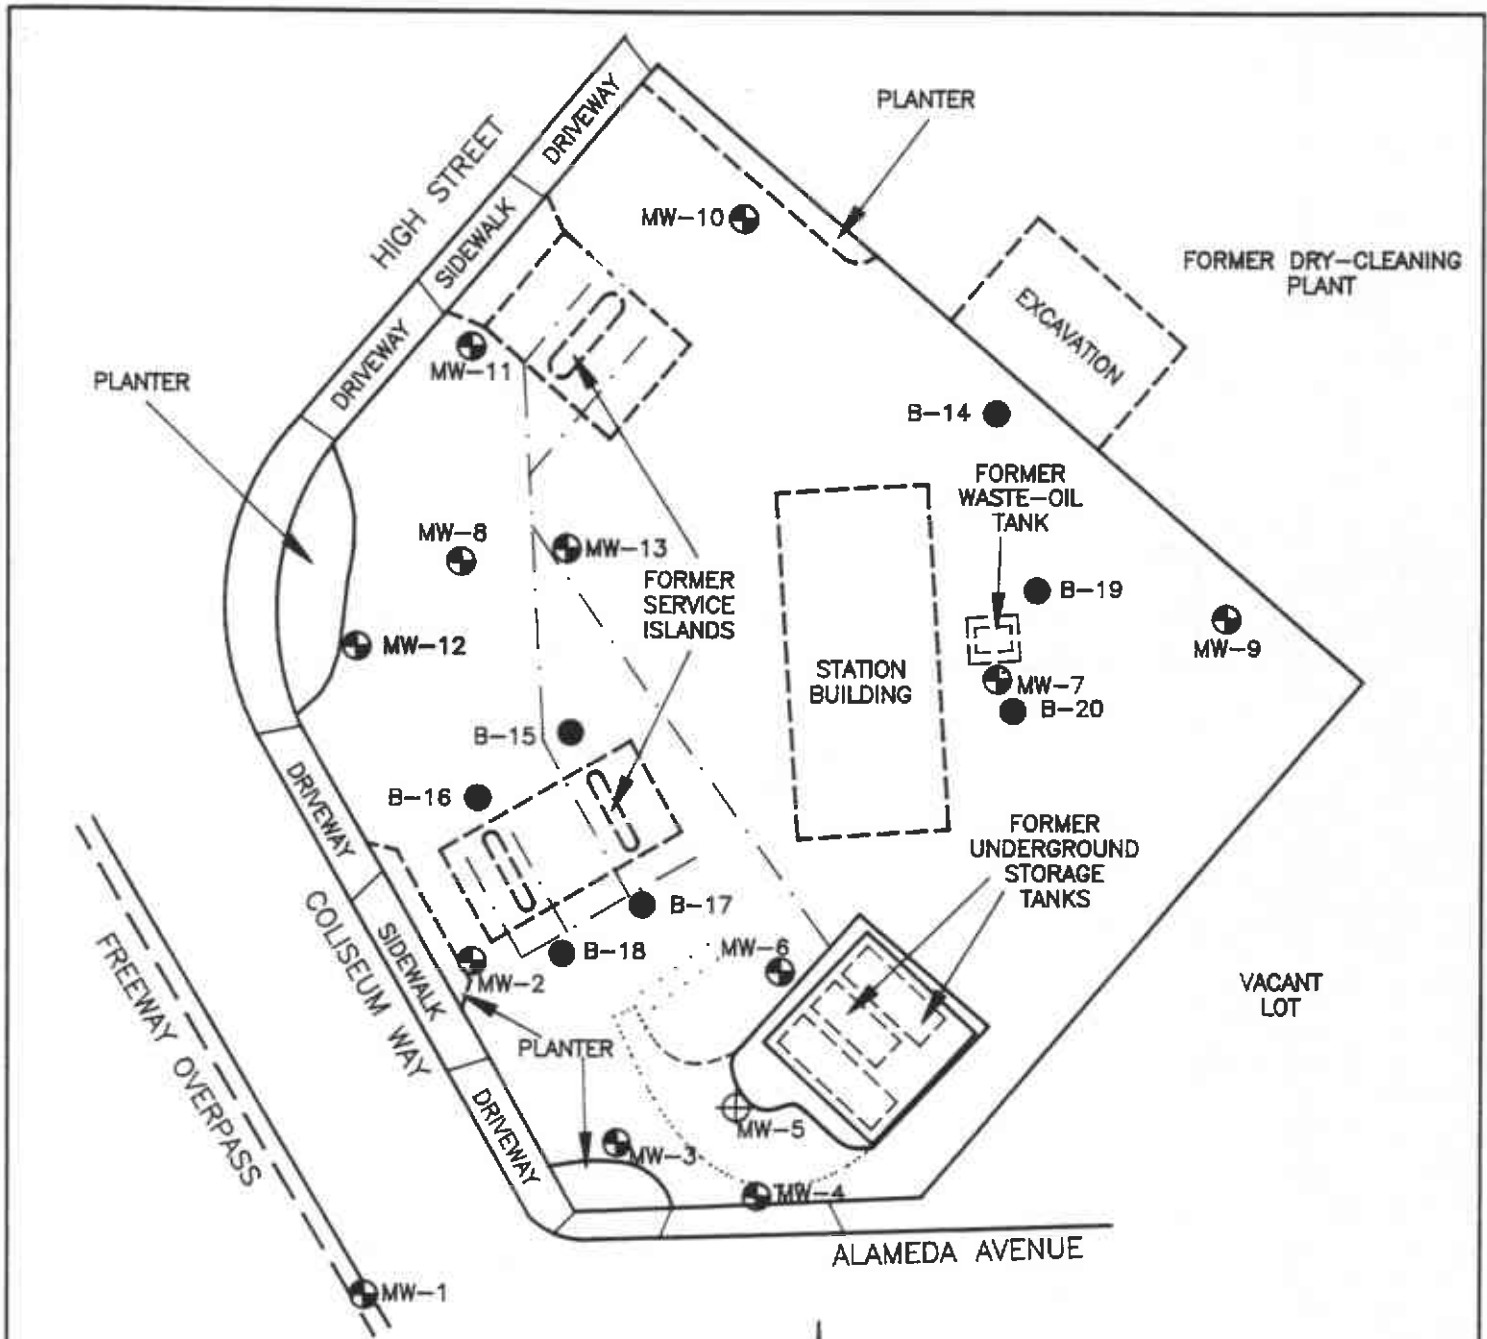 PLANTER
DRIVEWAY
HIGH STREET
SIDEWALK
MW-10
FORMER DRY-CLEANING
PLANT
EXCAVATION
DRIVEWAY
MW-11
PLANTER
B-14
FORMER
WASTE-OIL
TANK
MW-8
MW-13
FORMER
SERVICE
ISLANDS
B-19
MW-12
MW-9
STATION
BUILDING
MW-7
B-20
B-15
B-16
DRIVEWAY
FORMER
UNDERGROUND
STORAGE
TANKS
B-17
COLISEUM WAY
SIDEWALK
B-18
MW-6
MW-2
VACANT
LOT
FREEWAY OVERPASS
PLANTER
DRIVEWAY
MW-5
MW-3
MW-4
ALAMEDA AVENUE
MW-1